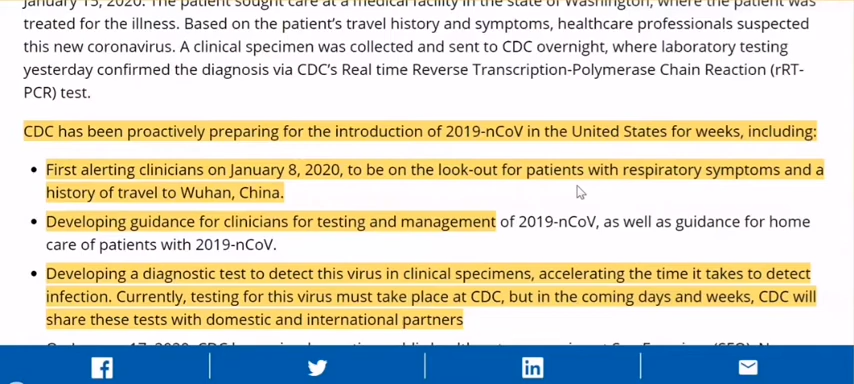 January 15, 2020. The patient sought care at a medical facility in the state of Washington, where the patient was
treated for the illness. Based on the patient's travel history and symptoms, healthcare professionals suspected
this new coronavirus. A clinical specimen was collected and sent to CDC overnight, where laboratory testing
yesterday confirmed the diagnosis via CDC's Real time Reverse Transcription-Polymerase Chain Reaction (rRT-
PCR) test.
CDC has been proactively preparing for the introduction of 2019-nCoV in the United States for weeks, including:
• First alerting clinicians on January 8, 2020, to be on the look-out for patients with respiratory symptoms and a
history of travel to Wuhan, China.
• Developing guidance for clinicians for testing and management of 2019-nCoV, as well as guidance for home
care of patients with 2019-nCoV.
• Developing a diagnostic test to detect this virus in clinical specimens, accelerating the time it takes to detect
infection. Currently, testing for this virus must take place at CDC, but in the coming days and weeks, CDC will
share these tests with domestic and international partners